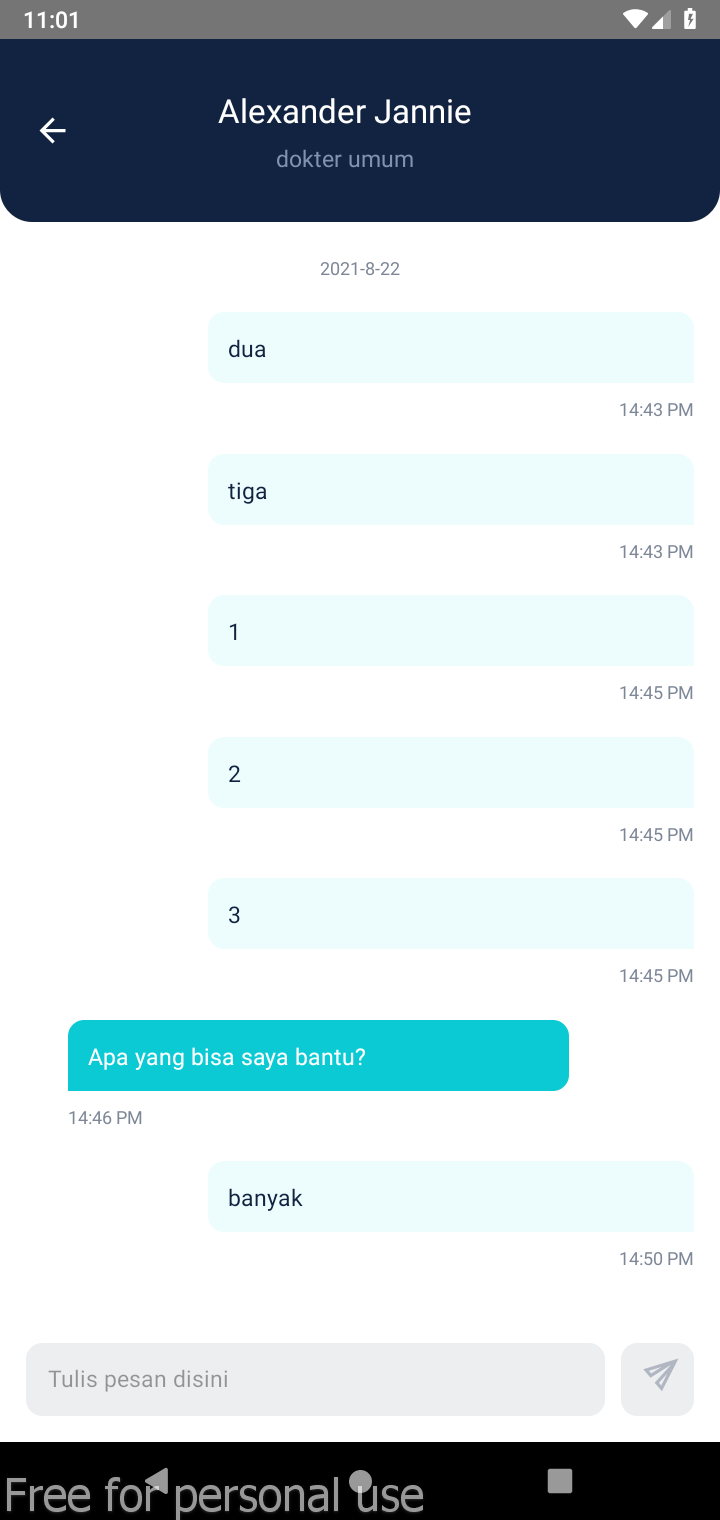 11:01
Alexander Jannie
dokter umum
2021-8-22
dua
14:43 PM
tiga
14:43 PM
1
14:45 PM
2
14:45 PM
3
14:45 PM
Apa yang bisa saya bantu?
14:46 PM
banyak
14:50 PM
Tulis pesan disini
Free for personal use